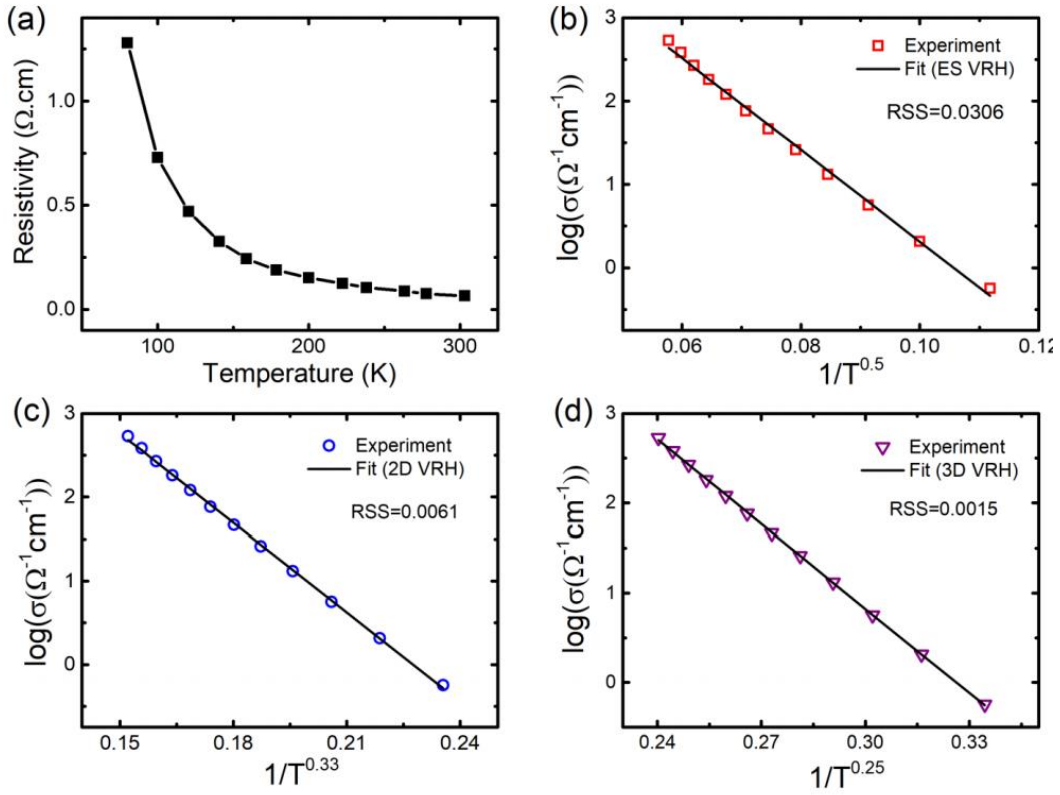 (a)
Resistivity (Ω.cm)
1.0
0.5
0.0
100
200
300
Temperature (K)
(b)
log(σ(Ω⁻¹cm⁻¹))
3
2
1
0
Experiment
Fit (ES VRH)
RSS=0.0306
0.06
0.08
0.10
0.12
1/T⁰·⁵
(c)
log(σ(Ω⁻¹cm⁻¹))
3
2
1
0
Experiment
Fit (2D VRH)
RSS=0.0061
0.15
0.18
0.21
0.24
1/T⁰·³³
(d)
log(σ(Ω⁻¹cm⁻¹))
3
2
1
0
Experiment
Fit (3D VRH)
RSS=0.0015
0.24
0.27
0.30
0.33
1/T⁰·²⁵